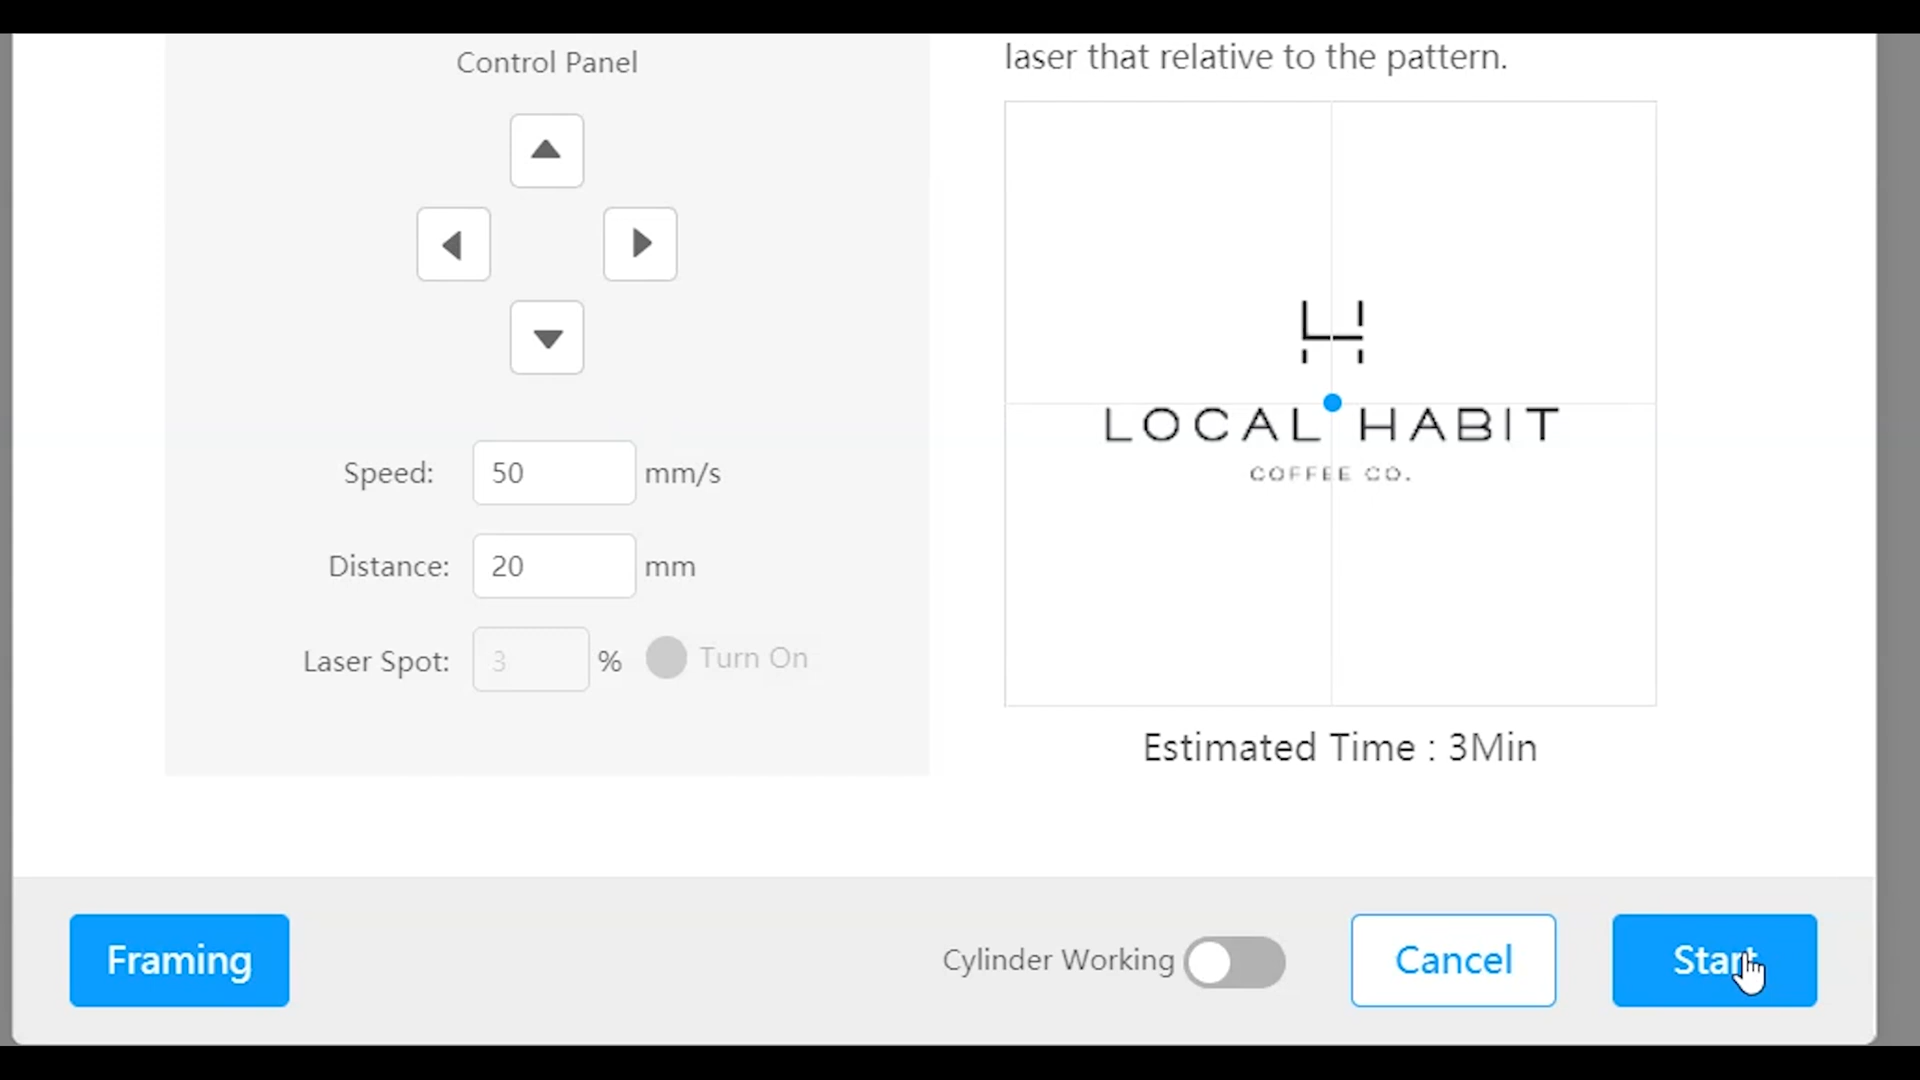 Control Panel
Speed: 50 mm/s
Distance: 20 mm
Laser Spot: 3 % Turn On
laser that relative to the pattern.
LOCAL HABIT
COFFEE CO.
Estimated Time : 3Min
Framing
Cylinder Working
Cancel
Start